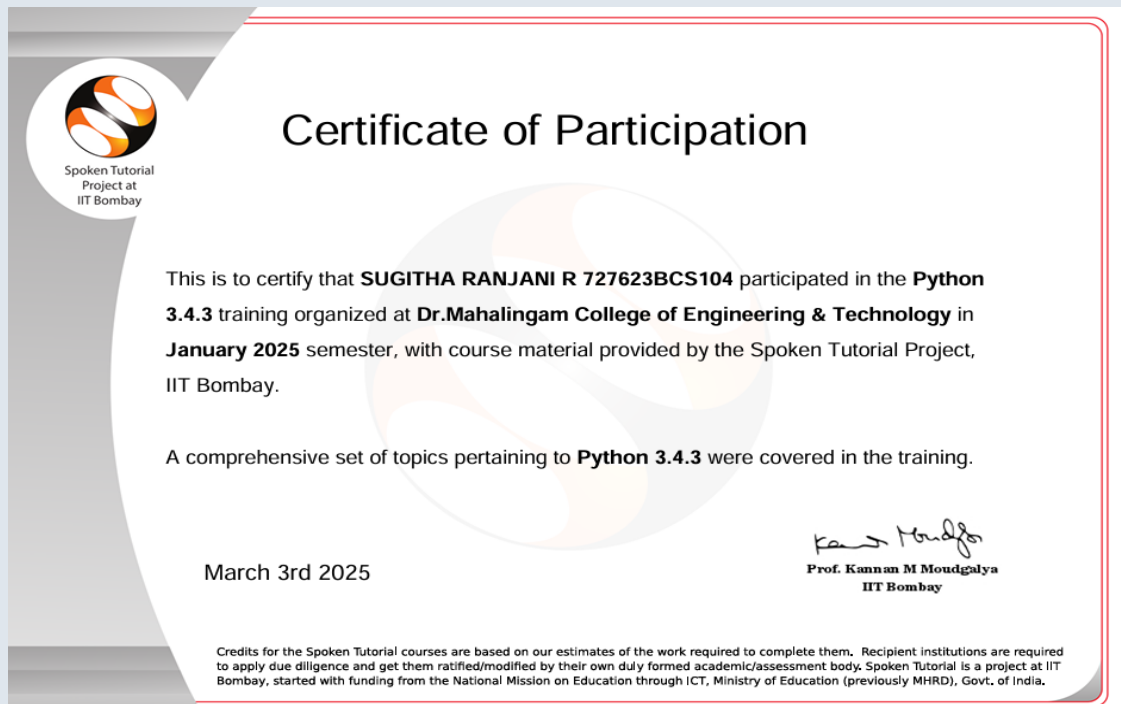 Spoken Tutorial
Project at
IIT Bombay
Certificate of Participation
This is to certify that SUGITHA RANJANI R 727623BCS104 participated in the Python
3.4.3 training organized at Dr.Mahalingam College of Engineering & Technology in
January 2025 semester, with course material provided by the Spoken Tutorial Project,
IIT Bombay.
A comprehensive set of topics pertaining to Python 3.4.3 were covered in the training.
March 3rd 2025
Prof. Kannan M Moudgalya
IIT Bombay
Credits for the Spoken Tutorial courses are based on our estimates of the work required to complete them. Recipient institutions are required
to apply due diligence and get them ratified/modified by their own duly formed academic/assessment body. Spoken Tutorial is a project at IIT
Bombay, started with funding from the National Mission on Education through ICT, Ministry of Education (previously MHRD), Govt. of India.